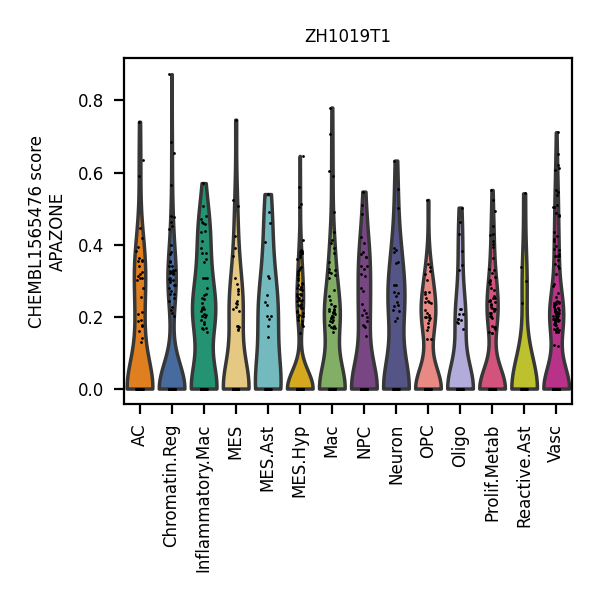 ZH1019T1
CHEMBL1565476 score
APAZONE
0.8
0.6
0.4
0.2
0.0
AC
Chromatin.Reg
Inflammatory.Mac
MES
MES.Ast
MES.Hyp
Mac
NPC
Neuron
OPC
Oligo
Prolif.Metab
Reactive.Ast
Vasc